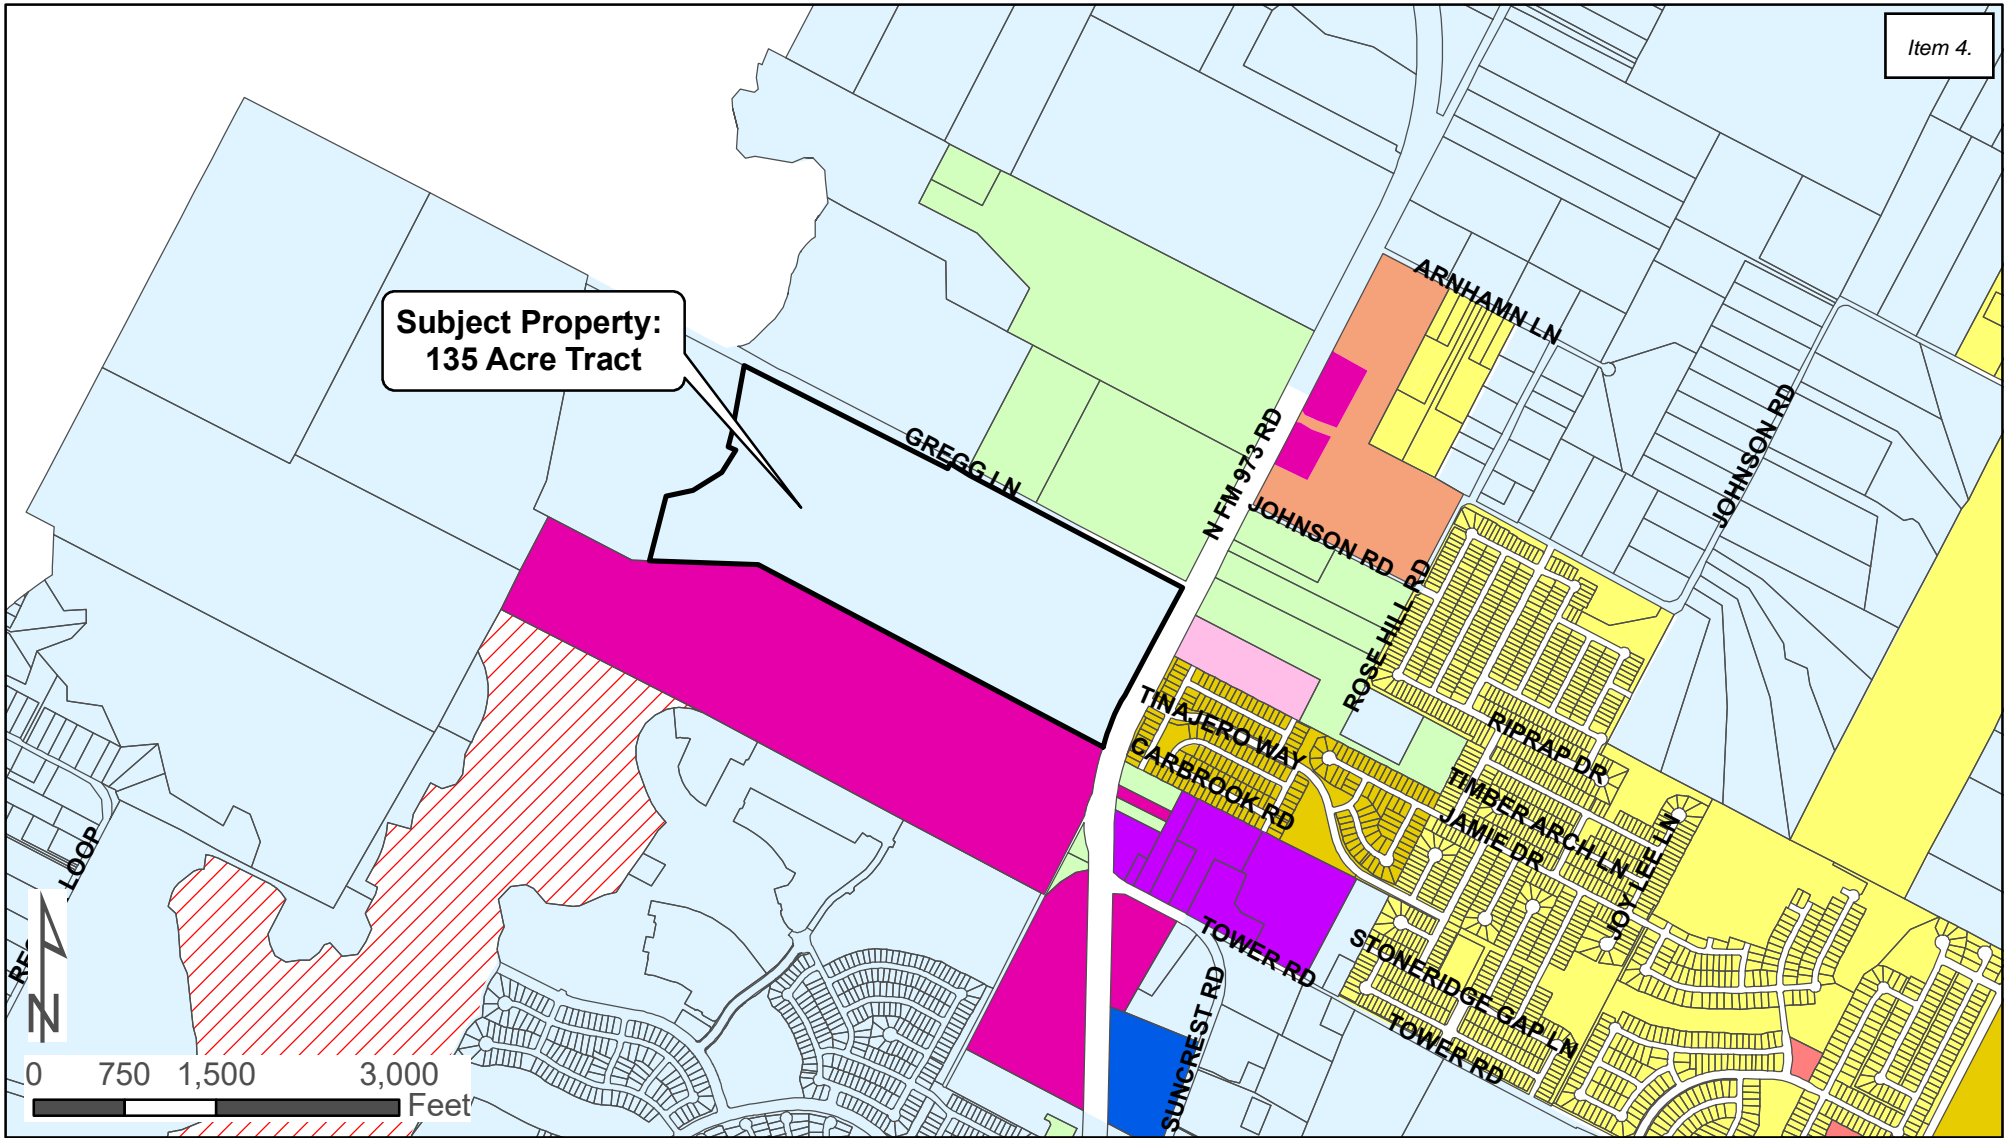 Item 4.
Subject Property:
135 Acre Tract
ARNHAMN LN
GREGG LN
N FM 973 RD
JOHNSON RD
JOHNSON RD
ROSE HILL RD
TINAJERO WAY
CARBROOK RD
RIPRAP DR
TIMBER ARCH LN
JAMIE DR
JOY LEE LN
LOOP
TOWER RD
STONERIDGE GAP LN
TOWER RD
SUNCREST RD
N
0 750 1,500 3,000
Feet